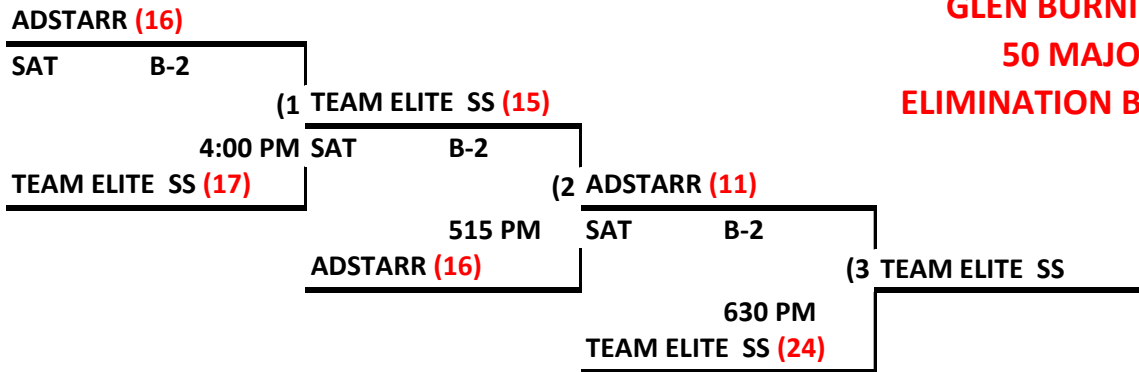 GLEN BURNI
ADSTARR (16)
50 MAJO
SAT B-2
ELIMINATION B
(1 TEAM ELITE SS (15)
4:00 PM SAT B-2
TEAM ELITE SS (17)
(2 ADSTARR (11)
515 PM SAT B-2
ADSTARR (16)
(3 TEAM ELITE SS
630 PM
TEAM ELITE SS (24)